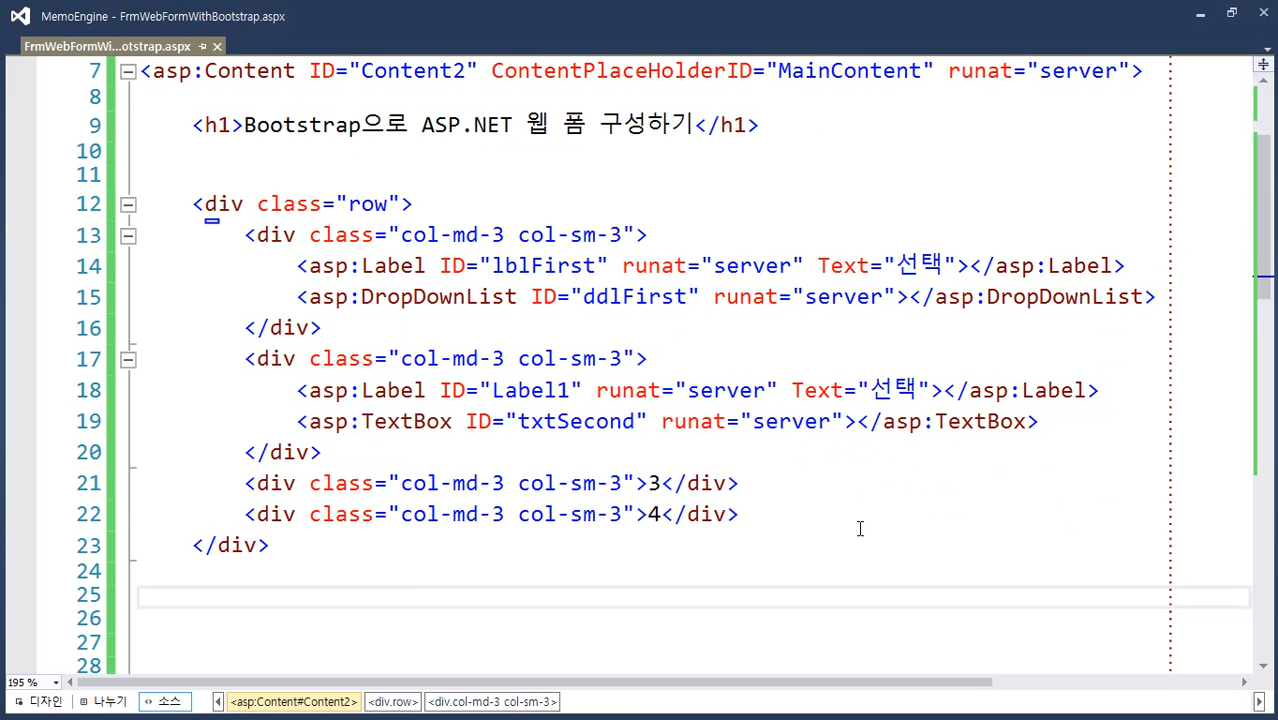 MemoEngine - FrmWebFormWithBootstrap.aspx
FrmWebFormWi...otstrap.aspx
7 <asp:Content ID="Content2" ContentPlaceHolderID="MainContent" runat="server">
8
9 <h1>Bootstrap으로 ASP.NET 웹 폼 구성하기</h1>
10
11
12 <div class="row">
13 <div class="col-md-3 col-sm-3">
14 <asp:Label ID="lblFirst" runat="server" Text="선택"></asp:Label>
15 <asp:DropDownList ID="ddlFirst" runat="server"></asp:DropDownList>
16 </div>
17 <div class="col-md-3 col-sm-3">
18 <asp:Label ID="Label1" runat="server" Text="선택"></asp:Label>
19 <asp:TextBox ID="txtSecond" runat="server"></asp:TextBox>
20 </div>
21 <div class="col-md-3 col-sm-3">3</div>
22 <div class="col-md-3 col-sm-3">4</div>
23 </div>
24
25
26
27
28
195 %
디자인 나누기 소스 <asp:Content#Content2> <div.row> <div.col-md-3 col-sm-3>